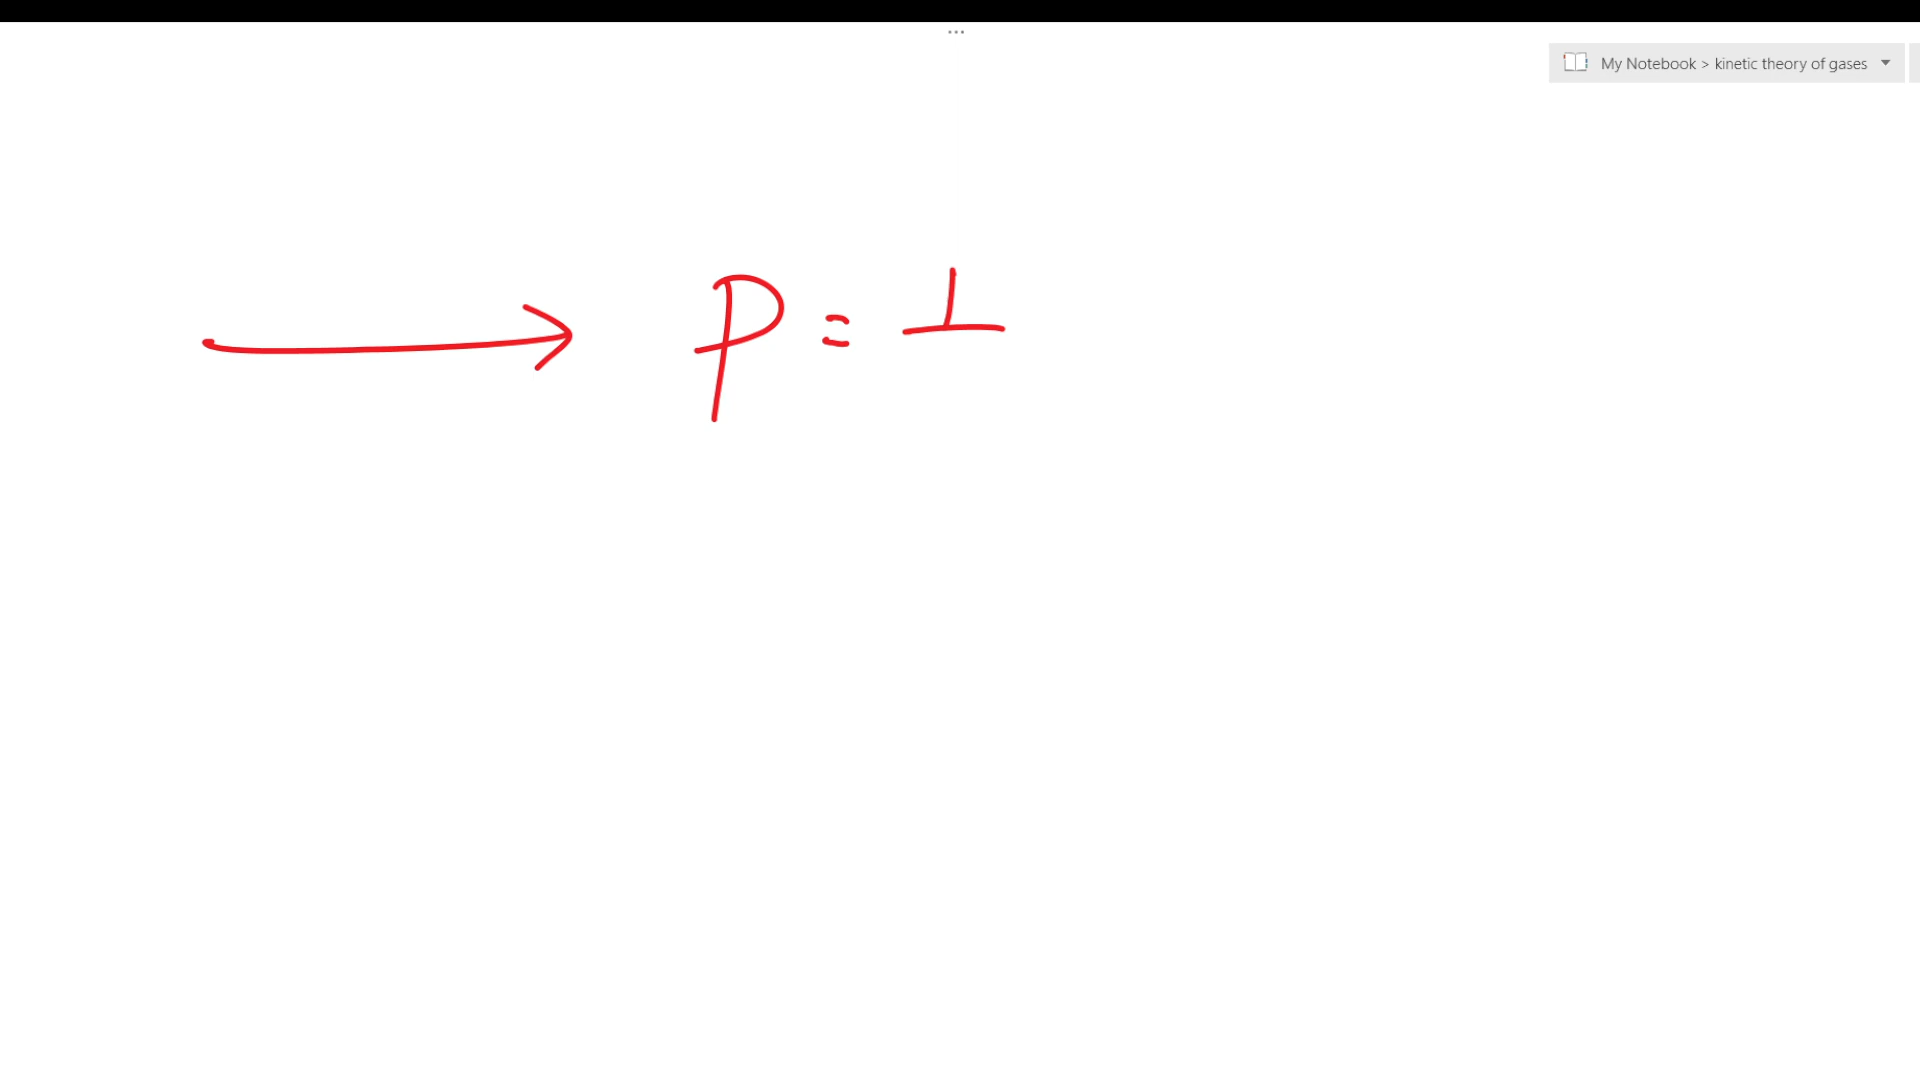 My Notebook > kinetic theory of gases
→ P = 1